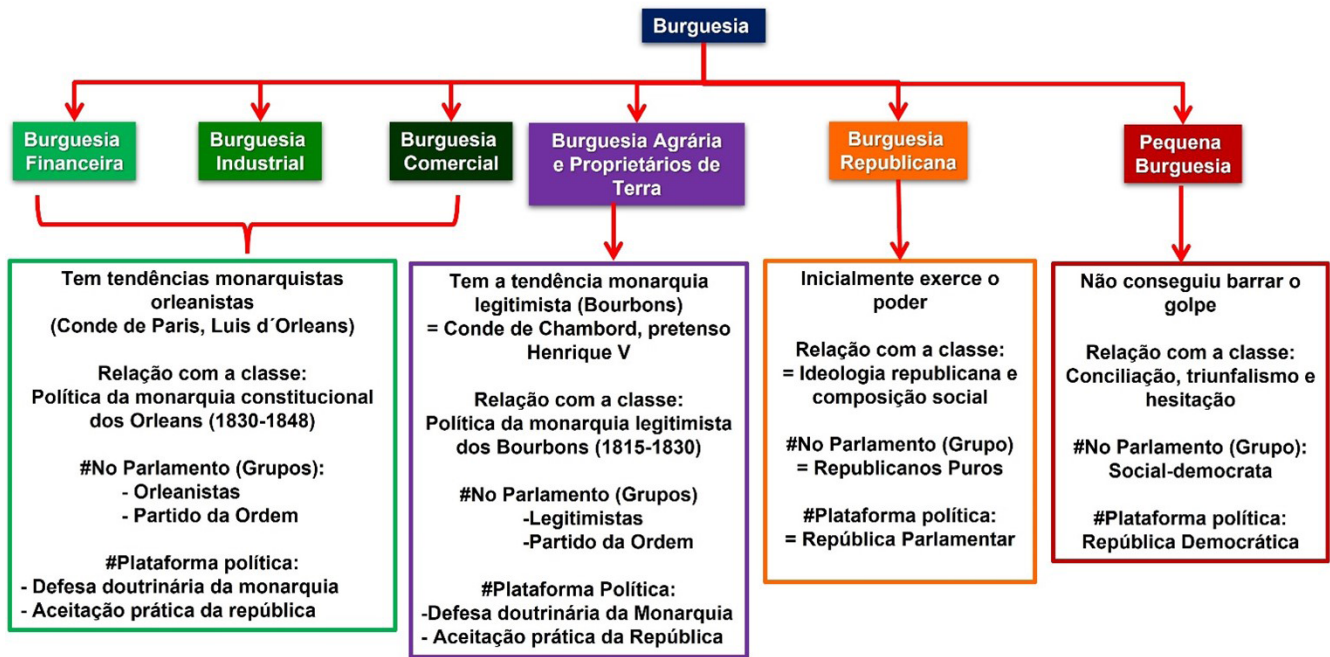 Burguesia
Burguesia
Financeira
Burguesia
Industrial
Burguesia
Comercial
Burguesia Agrária
e Proprietários de
Terra
Burguesia
Republicana
Pequena
Burguesia
Tem tendências monarquistas
orleanistas
(Conde de Paris, Luis d´Orleans)
Relação com a classe:
Política da monarquia constitucional
dos Orleans (1830-1848)
#No Parlamento (Grupos):
- Orleanistas
- Partido da Ordem
#Plataforma política:
- Defesa doutrinária da monarquia
- Aceitação prática da república
Tem a tendência monarquia
legitimista (Bourbons)
= Conde de Chambord, pretenso
Henrique V
Relação com a classe:
Política da monarquia legitimista
dos Bourbons (1815-1830)
#No Parlamento (Grupos)
-Legitimistas
-Partido da Ordem
#Plataforma Política:
-Defesa doutrinária da Monarquia
- Aceitação prática da República
Inicialmente exerce o
poder
Relação com a classe:
= Ideologia republicana e
composição social
#No Parlamento (Grupo)
= Republicanos Puros
#Plataforma política:
= República Parlamentar
Não conseguiu barrar o
golpe
Relação com a classe:
Conciliação, triunfalismo e
hesitação
#No Parlamento (Grupo):
Social-democrata
#Plataforma política:
República Democrática